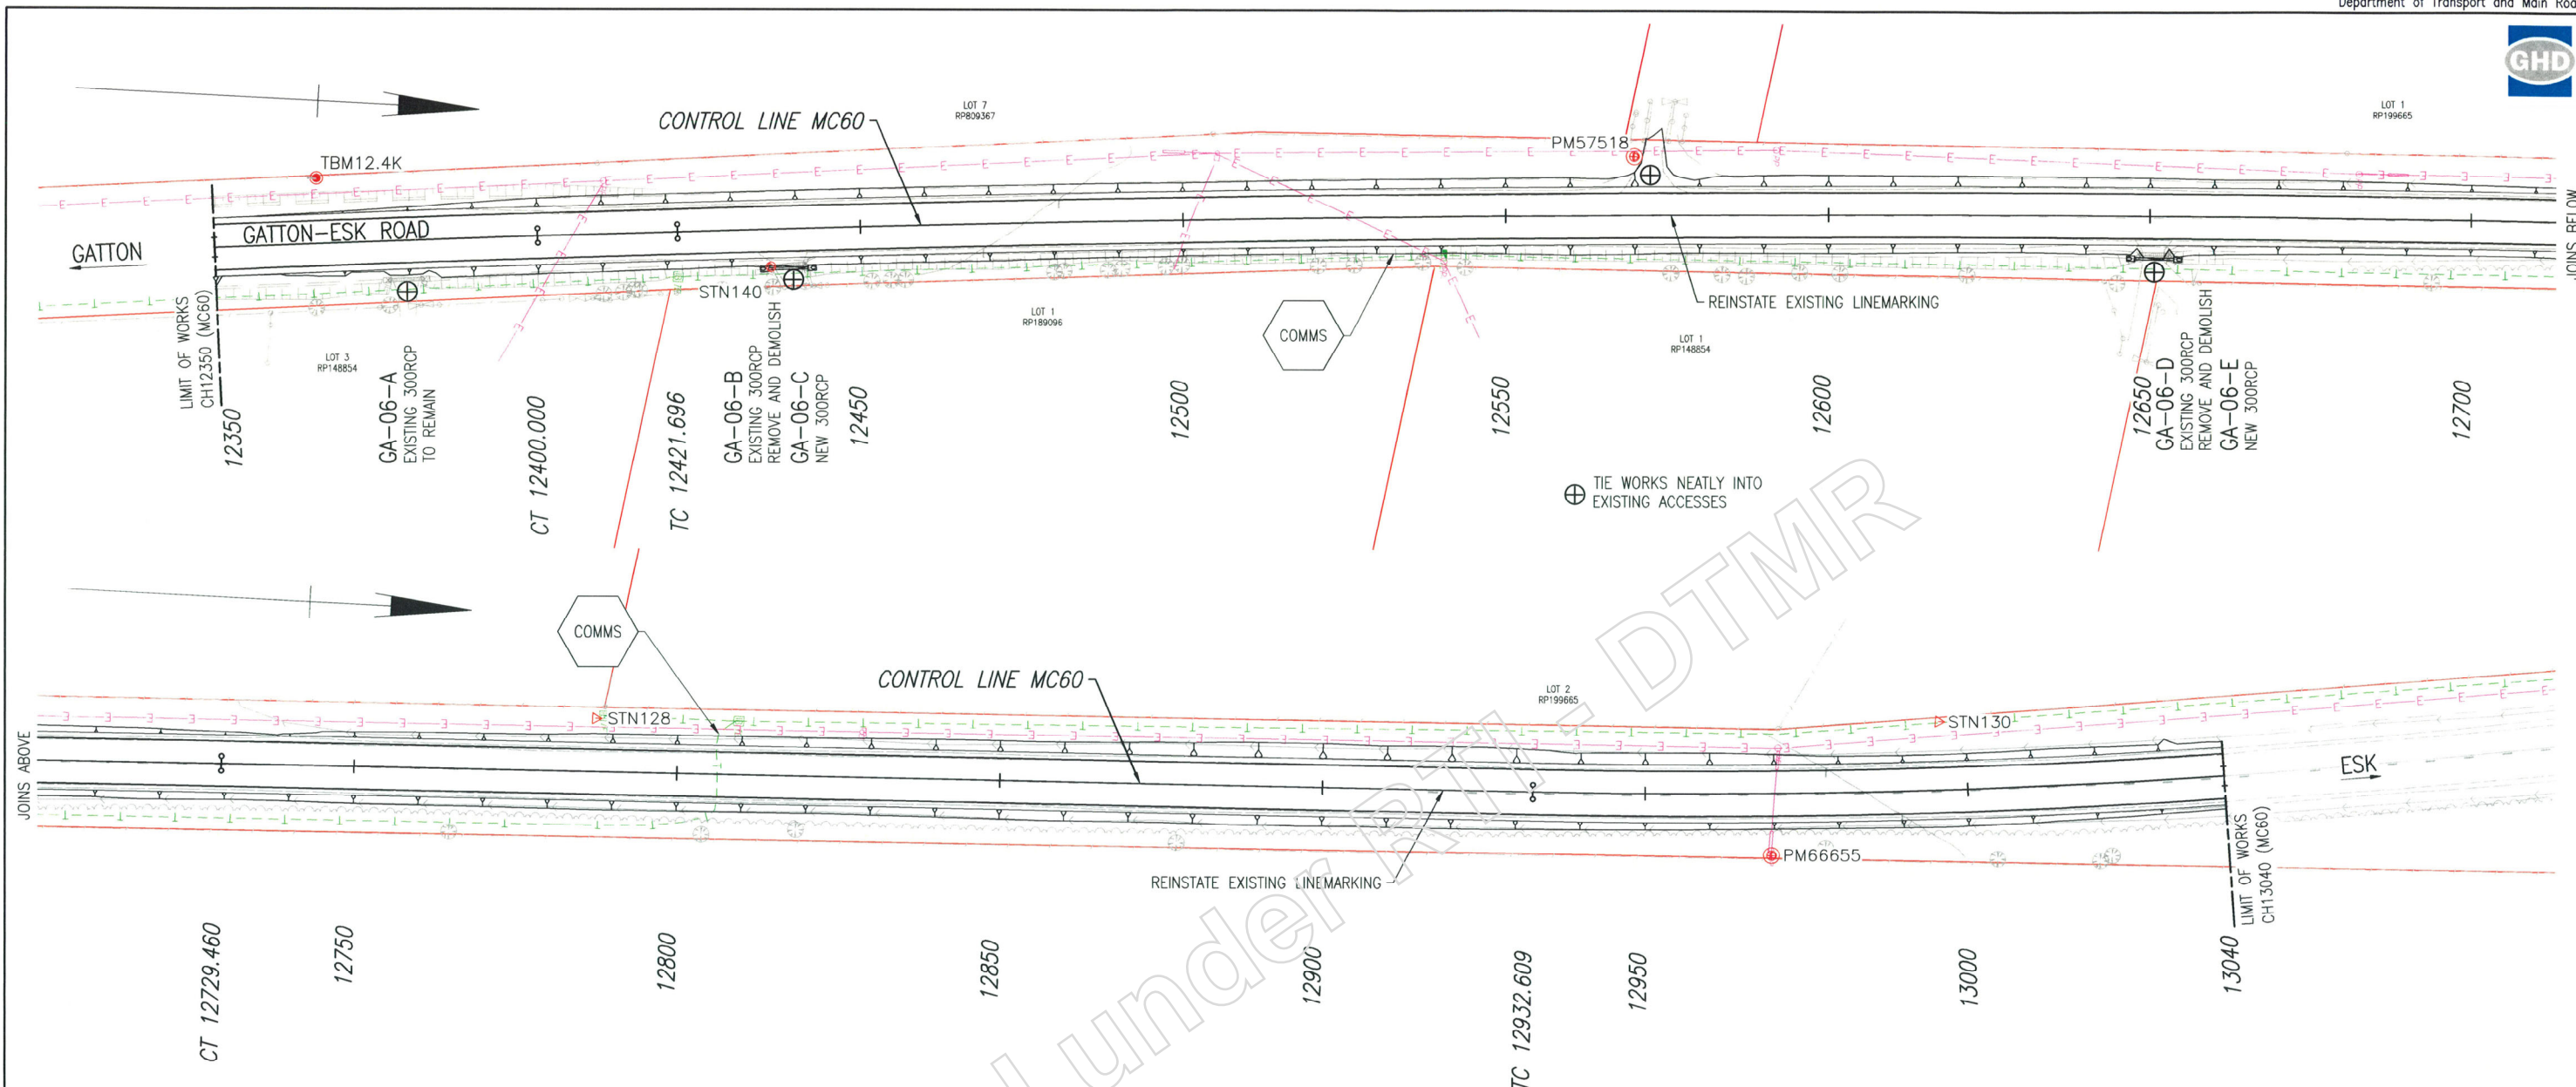 Department of Transport and Main Roa
GHD
LOT 7
RP809367
LOT 1
RP199665
CONTROL LINE MC60
TBM12.4K
PM57518
GATTON-ESK ROAD
GATTON
JOINS BELOW
STN140
LIMIT OF WORKS
CH12350 (MC60)
LOT 3
RP148854
LOT 1
RP189096
COMMS
REINSTATE EXISTING LINEMARKING
LOT 1
RP148854
12350
GA-06-A
EXISTING 300RCP
TO REMAIN
CT 12400.000
TC 12421.696
GA-06-B
EXISTING 300RCP
REMOVE AND DEMOLISH
GA-06-C
NEW 300RCP
12450
12500
12550
12600
12650
GA-06-D
EXISTING 300RCP
REMOVE AND DEMOLISH
GA-06-E
NEW 300RCP
12700
TIE WORKS NEATLY INTO
EXISTING ACCESSES
COMMS
STN128
CONTROL LINE MC60
LOT 2
RP199665
STN130
JOINS ABOVE
ESK
PM66655
REINSTATE EXISTING LINEMARKING
LIMIT OF WORKS
CH13040 (MC60)
CT 12729.460
12750
12800
12850
12900
TC 12932.609
12950
13000
13040
under RTI - DTMR